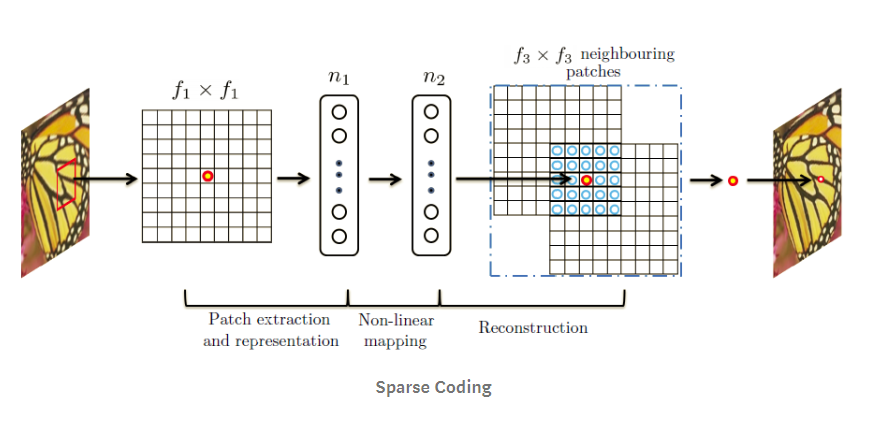 f₁ × f₁
n₁
n₂
f₃ × f₃ neighbouring
patches
Patch extraction
and representation
Non-linear
mapping
Reconstruction
Sparse Coding